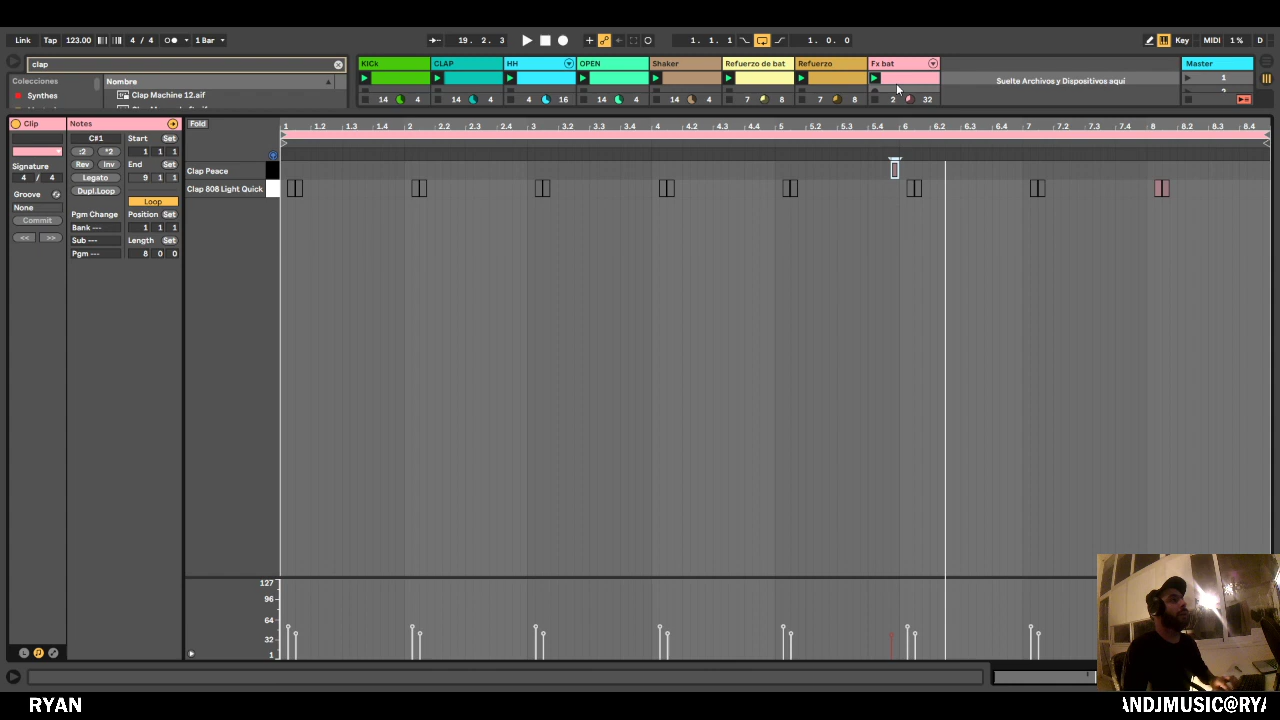 Link Tap 123.00 4 / 4 1 Bar 19. 2. 3 1. 1. 1 1. 0. 0 Key MIDI 1 % D
clap
Colecciones Nombre
Synthes Clap Machine 12.aif
KICk CLAP HH OPEN Shaker Refuerzo de bat Refuerzo Fx bat Master
Suelte Archivos y Dispositivos aquí 1
14 4 14 4 16 14 4 14 4 7 8 7 8 2 32
Clip Notes Fold
1 1.2 1.3 1.4 2 2.2 2.3 2.4 3 3.2 3.3 3.4 4 4.2 4.3 4.4 5 5.2 5.3 5.4 6 6.2 6.3 6.4 7 7.2 7.3 7.4 8 8.2 8.3 8.4
C#1 Start Set
:2 *2 1 1 1
Signature Rev Inv End Set
4 / 4 Legato 9 1 1
Groove Dupl.Loop Loop
None Pgm Change Position Set
Commit Bank --- 1 1 1
<< >> Sub --- Length Set
Pgm --- 8 0 0
Clap Peace
Clap 808 Light Quick
127
96
64
32
1
RYAN ANDJMUSIC@RYA